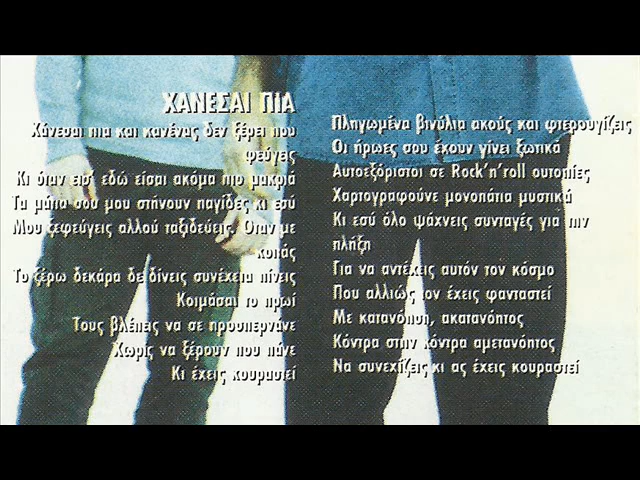 ΧΑΝΕΣΑΙ ΠΙΑ
Χάνεσαι πια και κανένας δεν ξέρει που
φεύγεις
Κι όταν εισ' εδώ είσαι ακόμα πιο μακριά
Τα μάτια σου μου στήνουν παγίδες κι εσύ
Μου ξεφεύγεις αλλού ταξιδεύεις. Όταν με
κοιτάς
Το ξέρω δεκάρα δε δίνεις συνέχεια πίνεις
Κοιμάσαι το πρωί
Τους βλέπεις να σε προσπερνάνε
Χωρίς να ξέρουν που πάνε
Κι έχεις κουραστεί
Πληγωμένα βινύλια ακούς και φτερουγίζεις
Οι ήρωες σου έχουν γίνει ξωτικά
Αυτοεξόριστοι σε Rock'n'roll ουτοπίες
Χαρτογραφούνε μονοπάτια μυστικά
Κι εσύ όλο ψάχνεις συνταγές για την
πλήξη
Για να αντέχεις αυτόν τον κόσμο
Που αλλιώς τον έχεις φανταστεί
Με κατανόηση, ακατανόητος
Κόντρα στην κόντρα αμετανόητος
Να συνεχίζεις κι ας έχεις κουραστεί